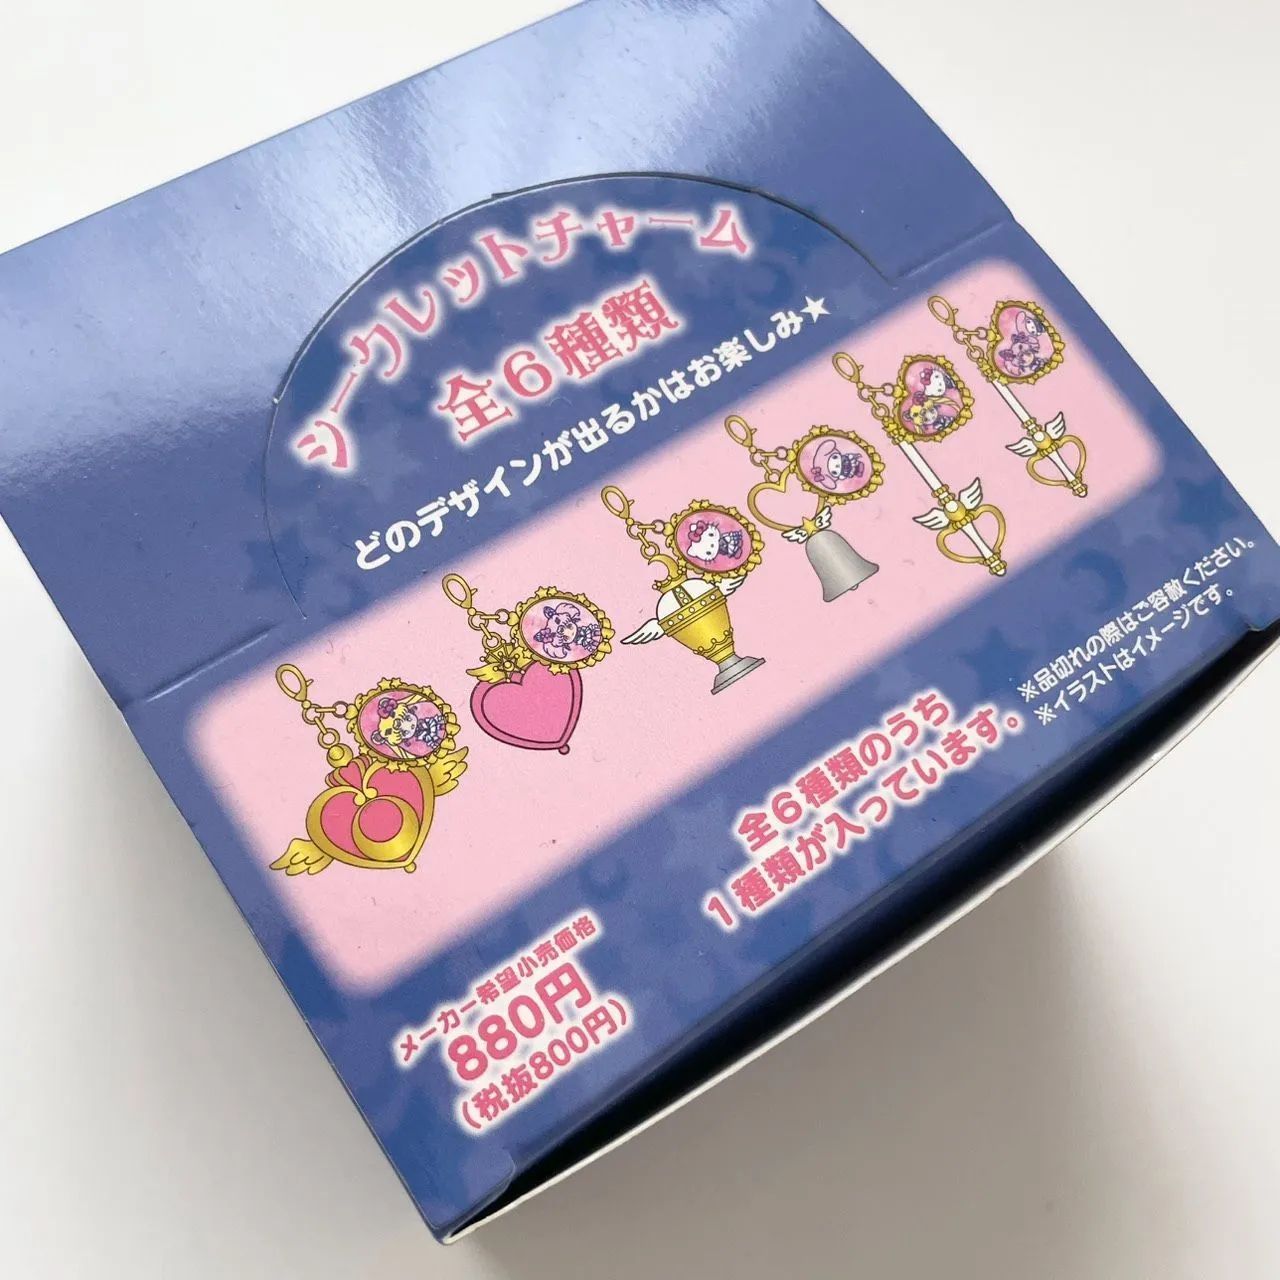 シークレットチャーム
全6種類
どのデザインが出るかはお楽しみ★
※品切れの際はご容赦ください。
※イラストはイメージです。
全6種類のうち
1種類が入っています。
メーカー希望小売価格
880円
(税抜800円)